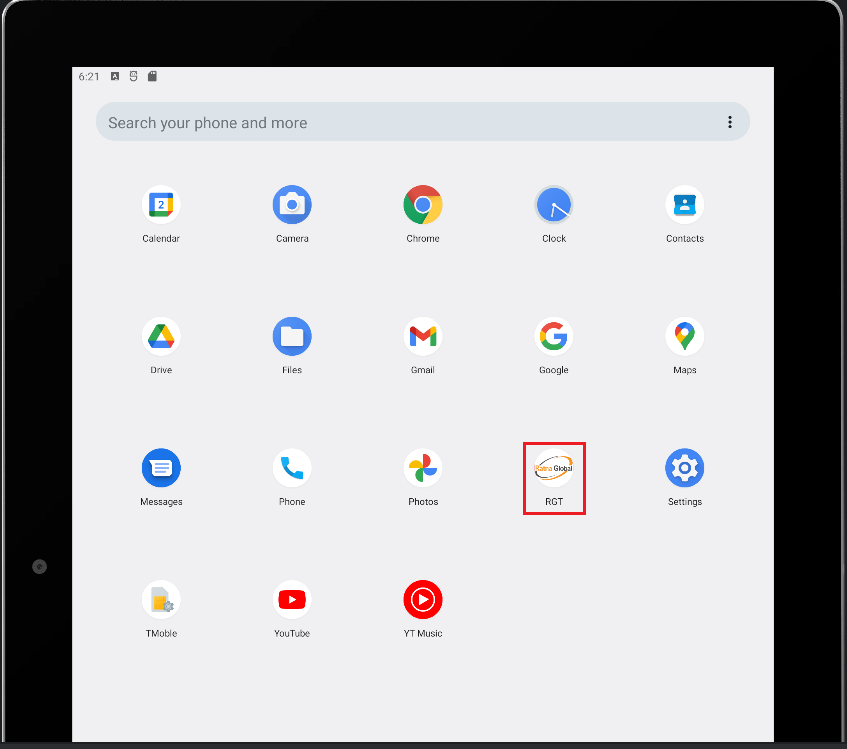 6:21
Search your phone and more
2
Calendar
Camera
Chrome
Clock
Contacts
Drive
Files
Gmail
Google
Maps
Ratna Global
Messages
Phone
Photos
RGT
Settings
TMoble
YouTube
YT Music